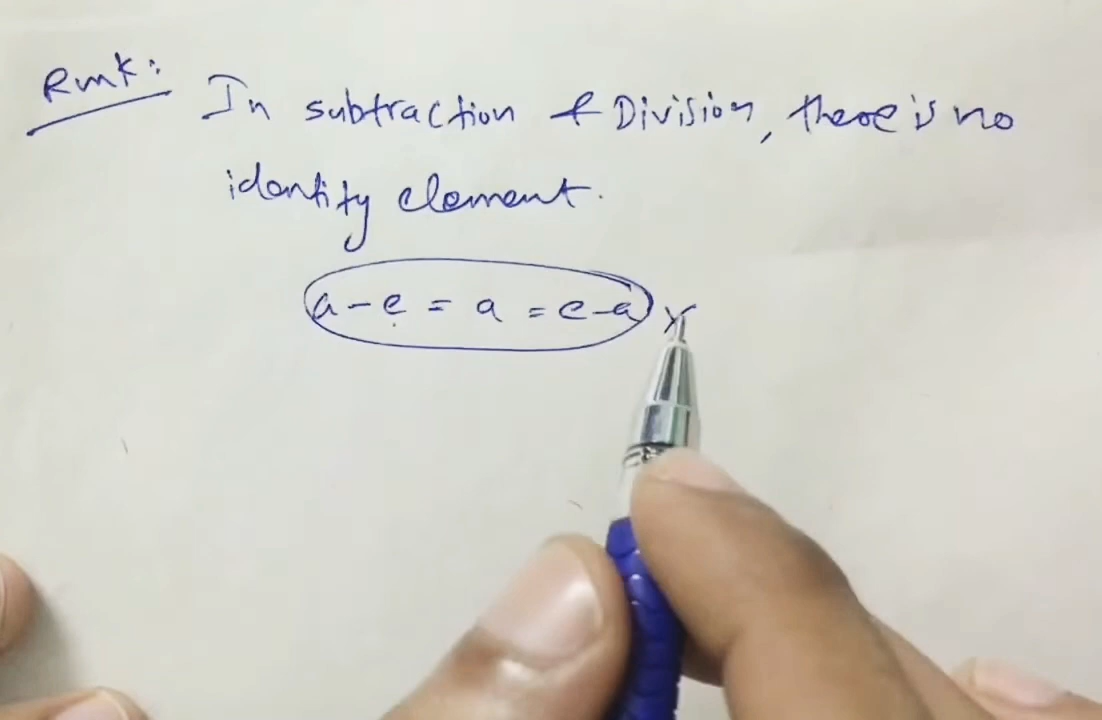 Rmk: In subtraction & Division, there is no
identity element.
a - e = a = e - a ×